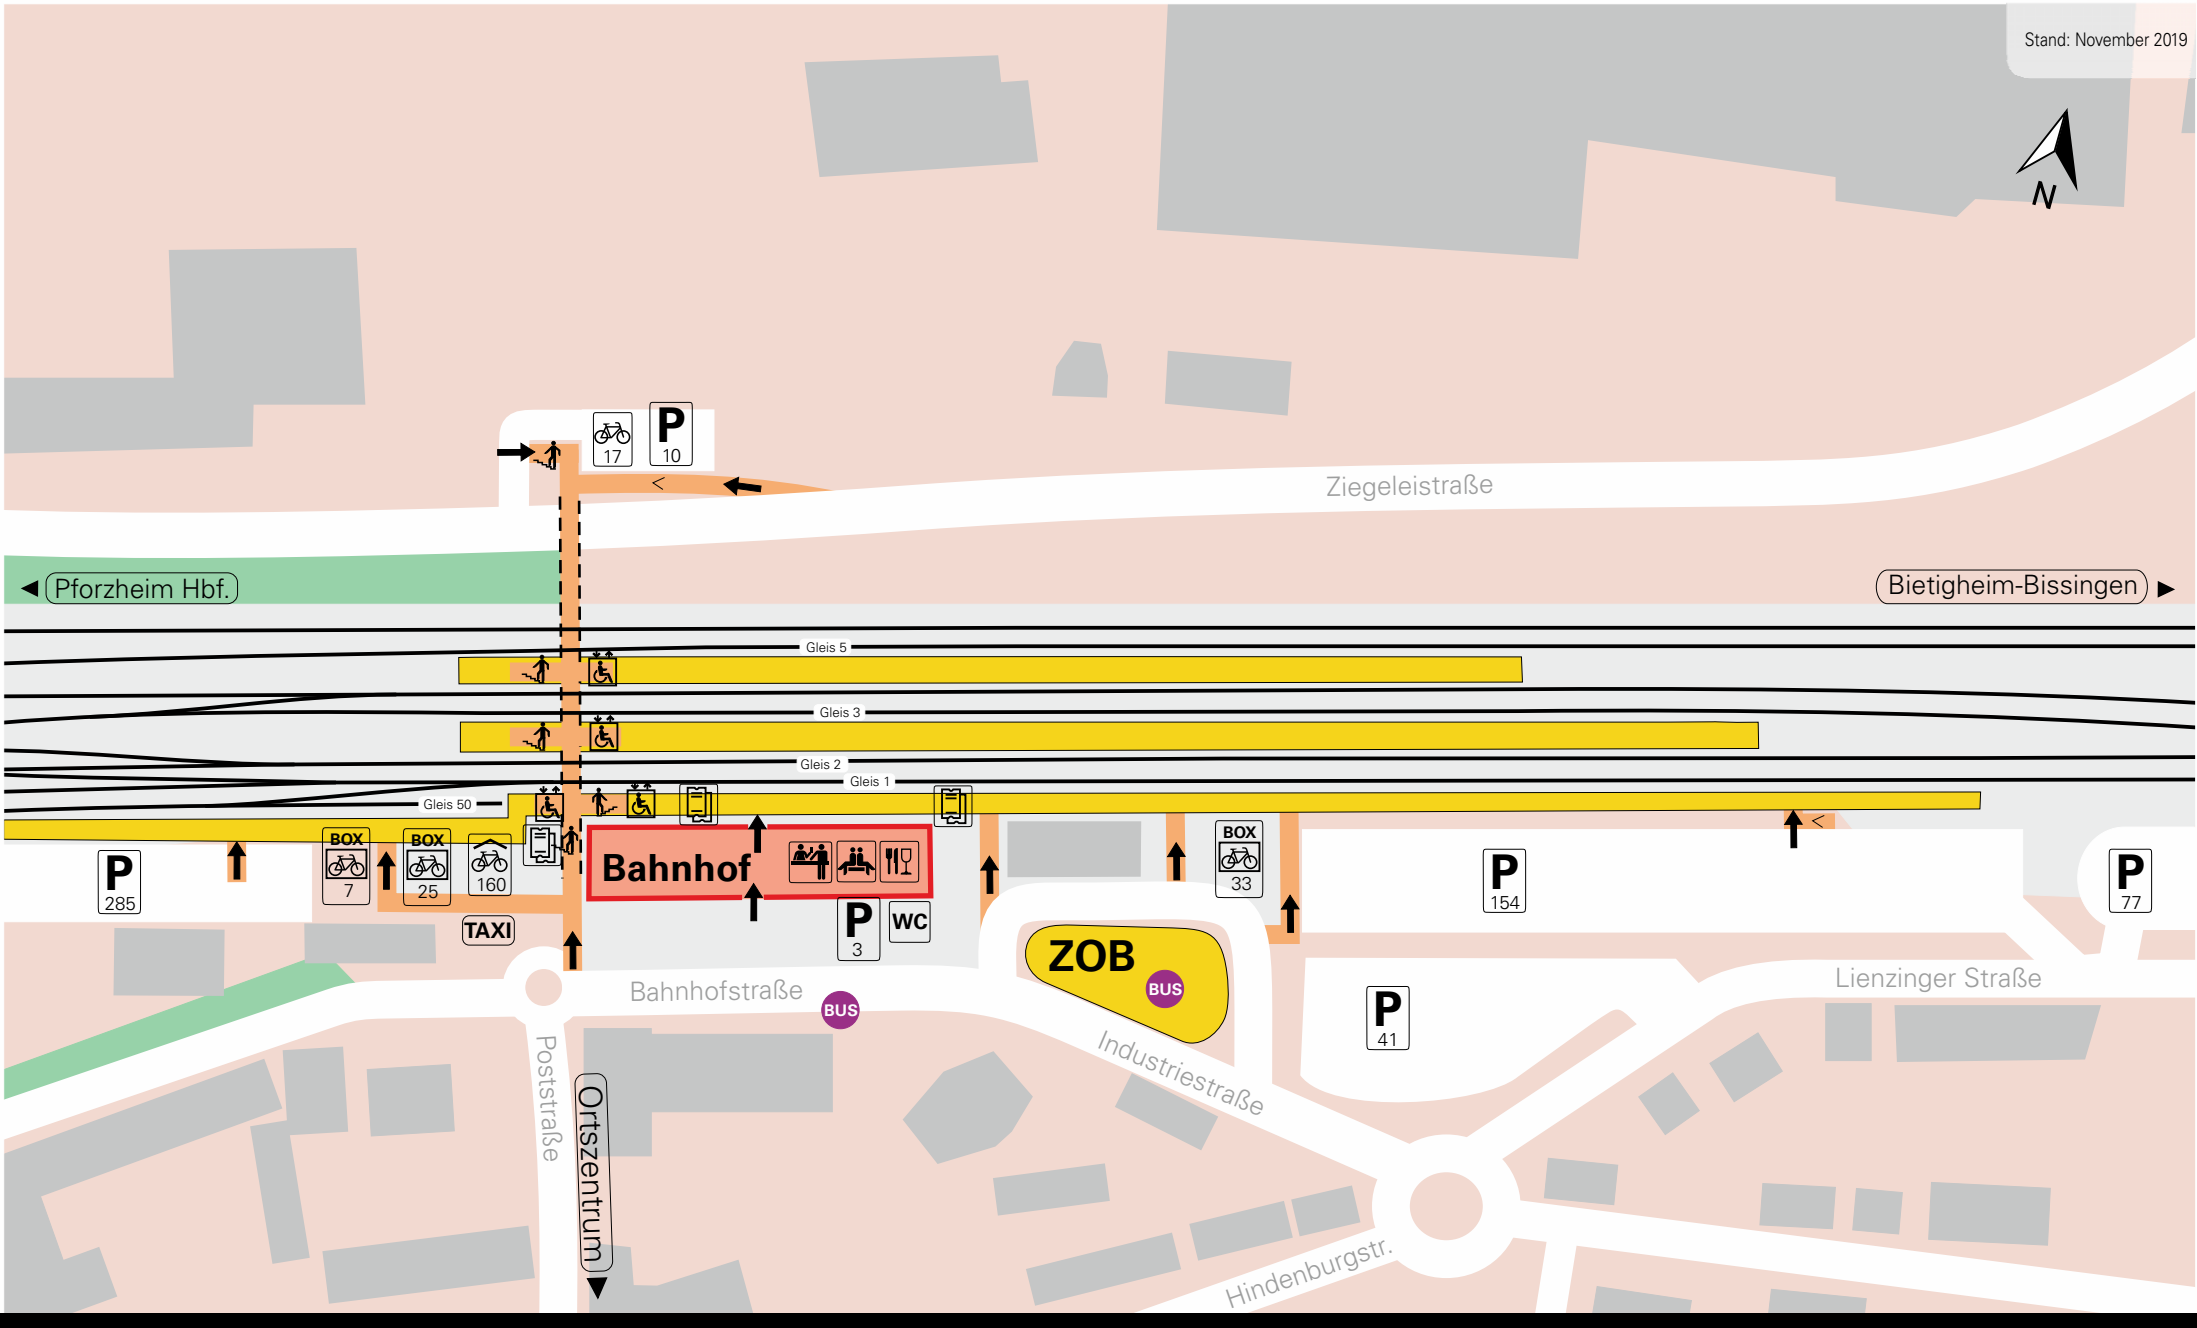 Stand: November 2019
N
P
17
10
Ziegeleistraße
Pforzheim Hbf.
Bietigheim-Bissingen
Gleis 5
Gleis 3
Gleis 2
Gleis 1
Gleis 50
P
285
BOX
7
BOX
25
160
Bahnhof
BOX
33
P
154
P
77
TAXI
P
3
WC
ZOB
BUS
Bahnhofstraße
BUS
Lienzinger Straße
P
41
Industriestraße
Poststraße
Ortszentrum
Hindenburgstr.